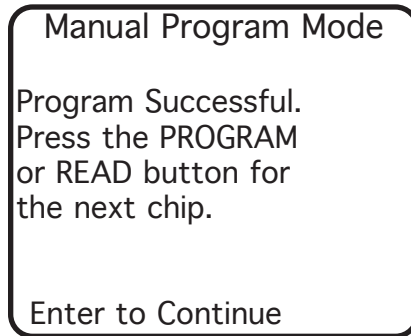 Manual Program Mode
Program Successful.
Press the PROGRAM
or READ button for
the next chip.
Enter to Continue